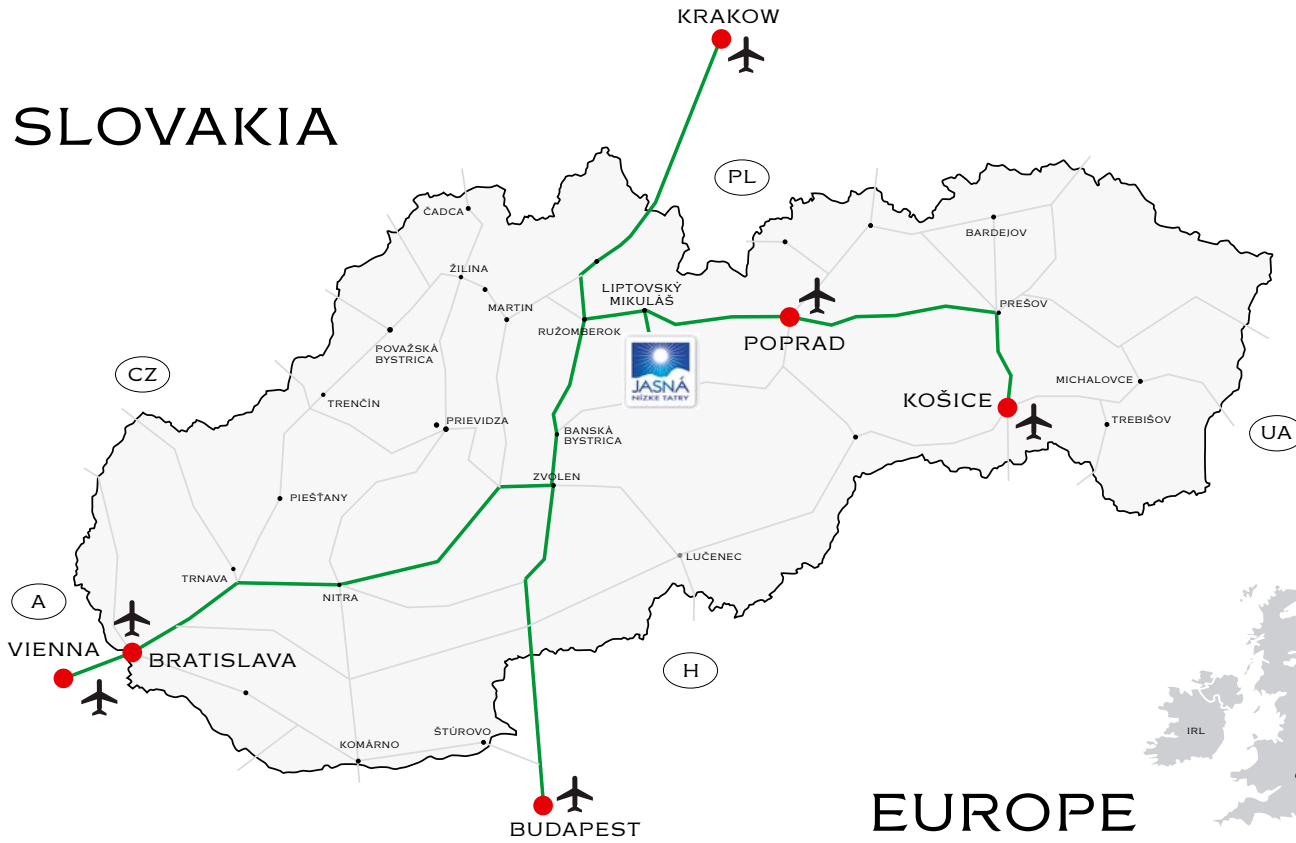 KRAKOW
SLOVAKIA
PL
ČADCA
BARDEJOV
ŽILINA
LIPTOVSKÝ
MIKULÁŠ
MARTIN
PREŠOV
RUŽOMBEROK
POPRAD
POVAŽSKÁ
BYSTRICA
JASNÁ
NÍZKE TATRY
CZ
MICHALOVCE
KOŠICE
TRENČÍN
PRIEVIDZA
TREBIŠOV
BANSKÁ
BYSTRICA
UA
ZVOLEN
PIEŠŤANY
LUČENEC
TRNAVA
NITRA
A
VIENNA
BRATISLAVA
H
ŠTÚROVO
IRL
KOMÁRNO
EUROPE
BUDAPEST